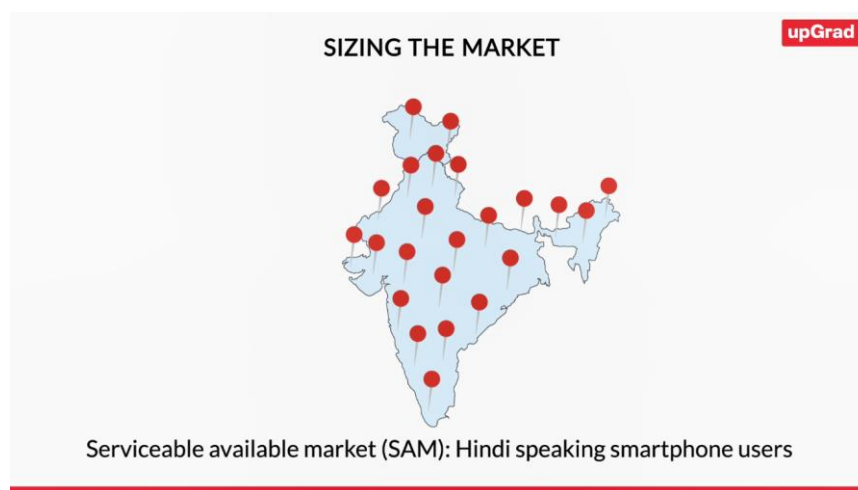 upGrad
SIZING THE MARKET
Serviceable available market (SAM): Hindi speaking smartphone users